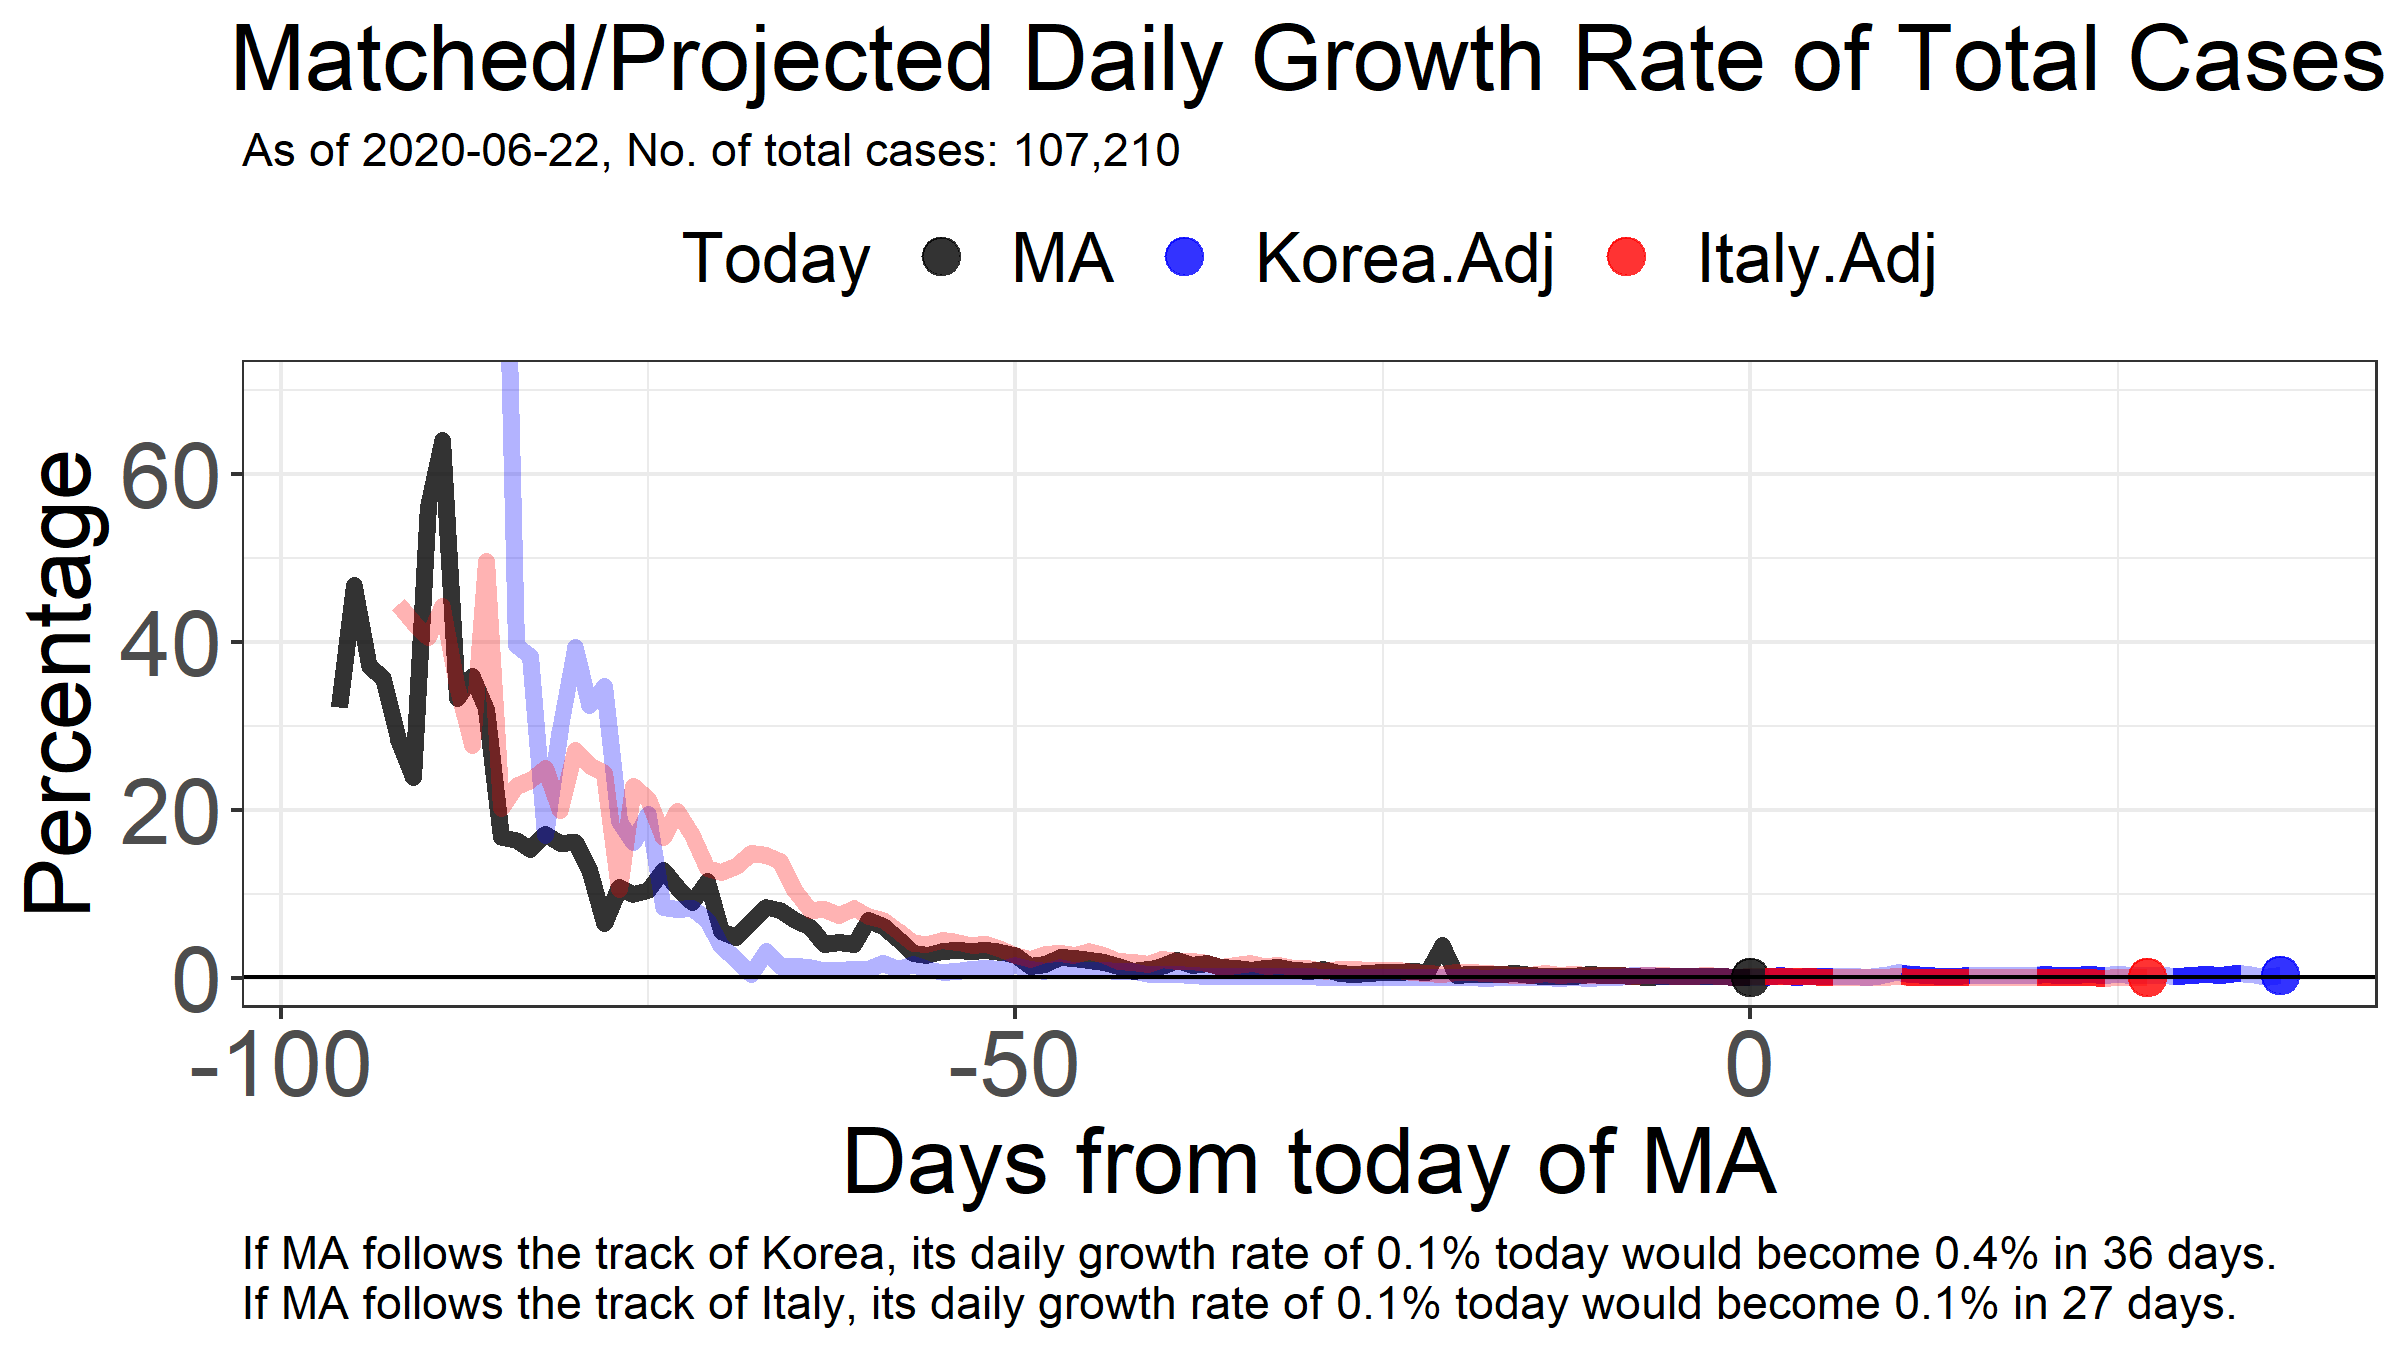 Matched/Projected Daily Growth Rate of Total Cases
As of 2020-06-22, No. of total cases: 107,210
Today MA Korea.Adj Italy.Adj
Percentage
60
40
20
0
-100 -50 0
Days from today of MA
If MA follows the track of Korea, its daily growth rate of 0.1% today would become 0.4% in 36 days.
If MA follows the track of Italy, its daily growth rate of 0.1% today would become 0.1% in 27 days.